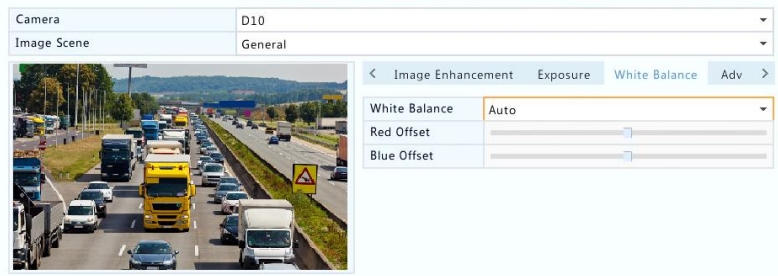 Camera D10
Image Scene General
< Image Enhancement Exposure White Balance Adv >
White Balance Auto
Red Offset
Blue Offset